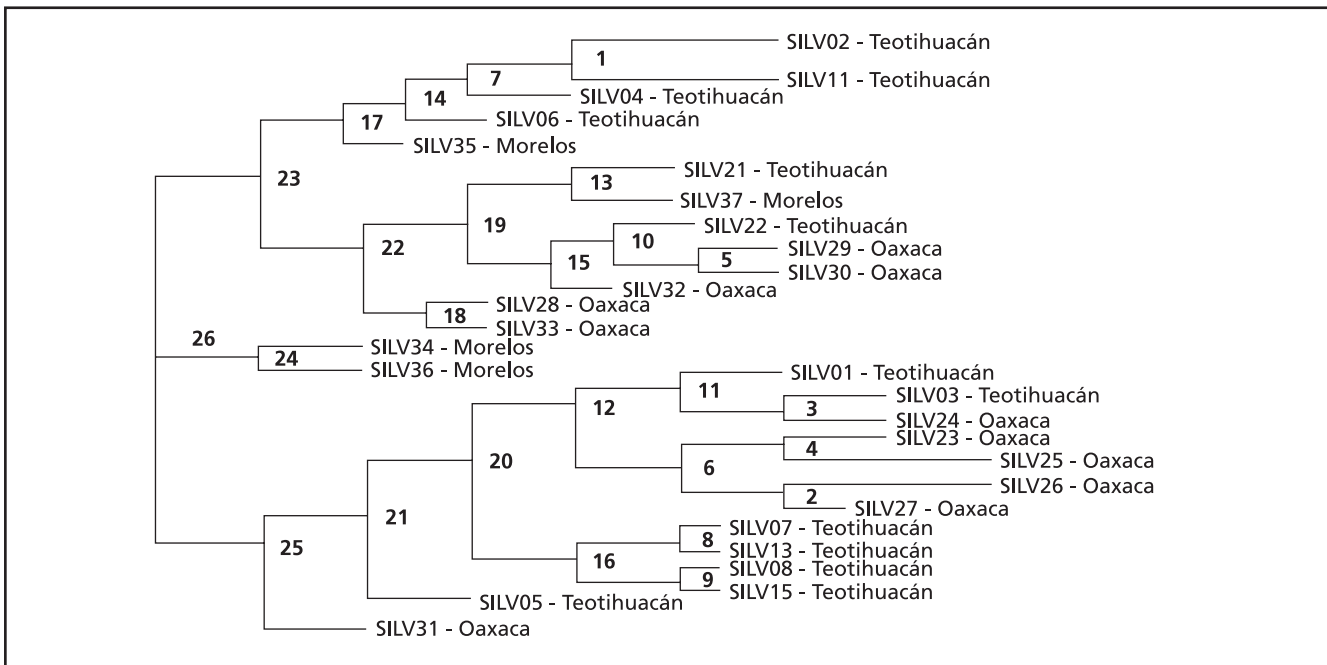 SILV02 - Teotihuacán
1
7
SILV11 - Teotihuacán
14
SILV04 - Teotihuacán
17
SILV06 - Teotihuacán
SILV35 - Morelos
23
SILV21 - Teotihuacán
13
SILV37 - Morelos
19
SILV22 - Teotihuacán
10
22
SILV29 - Oaxaca
15
5
SILV30 - Oaxaca
SILV32 - Oaxaca
SILV28 - Oaxaca
18
SILV33 - Oaxaca
26
SILV34 - Morelos
24
SILV36 - Morelos
SILV01 - Teotihuacán
11
SILV03 - Teotihuacán
12
3
SILV24 - Oaxaca
SILV23 - Oaxaca
4
20
6
SILV25 - Oaxaca
SILV26 - Oaxaca
2
SILV27 - Oaxaca
21
SILV07 - Teotihuacán
8
25
SILV13 - Teotihuacán
16
SILV08 - Teotihuacán
9
SILV15 - Teotihuacán
SILV05 - Teotihuacán
SILV31 - Oaxaca